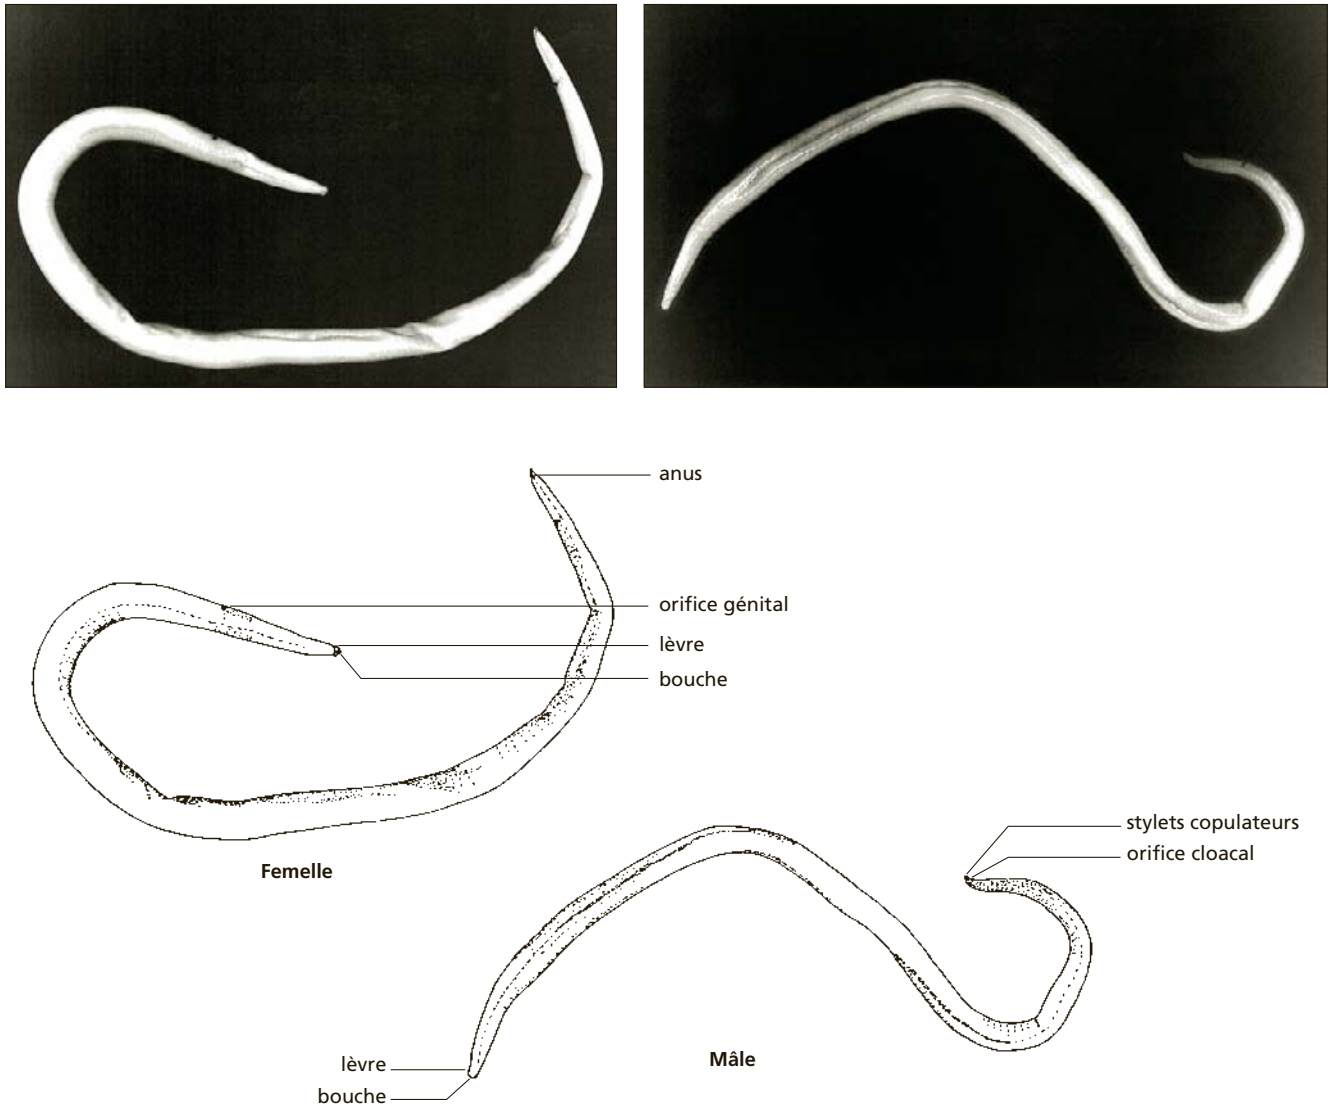 anus
orifice génital
lèvre
bouche
Femelle
stylets copulateurs
orifice cloacal
lèvre
Mâle
bouche